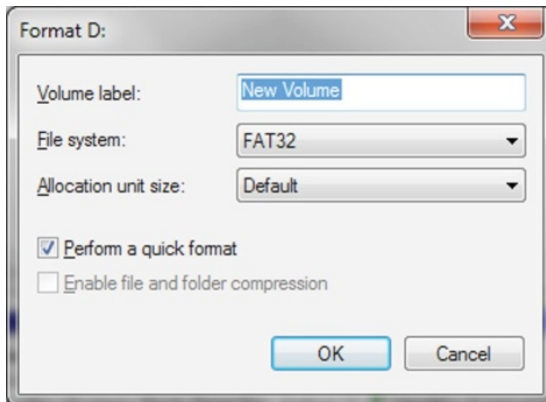 Format D:
Volume label: New Volume
File system: FAT32
Allocation unit size: Default
Perform a quick format
Enable file and folder compression
OK Cancel